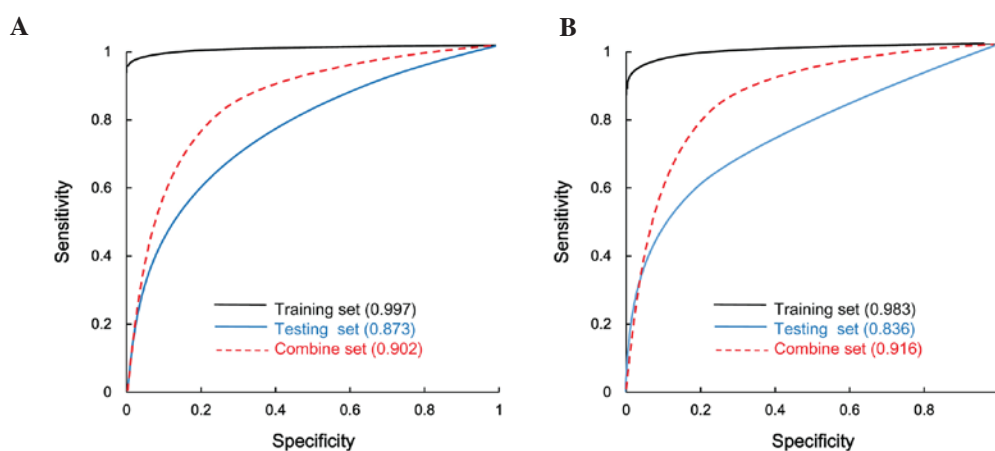 A
1
0.8
0.6
0.4
0.2
0
Sensitivity
Training set (0.997)
Testing set (0.873)
Combine set (0.902)
0 0.2 0.4 0.6 0.8 1
Specificity
B
1
0.8
0.6
0.4
0.2
0
Sensitivity
Training set (0.983)
Testing set (0.836)
Combine set (0.916)
0 0.2 0.4 0.6 0.8
Specificity